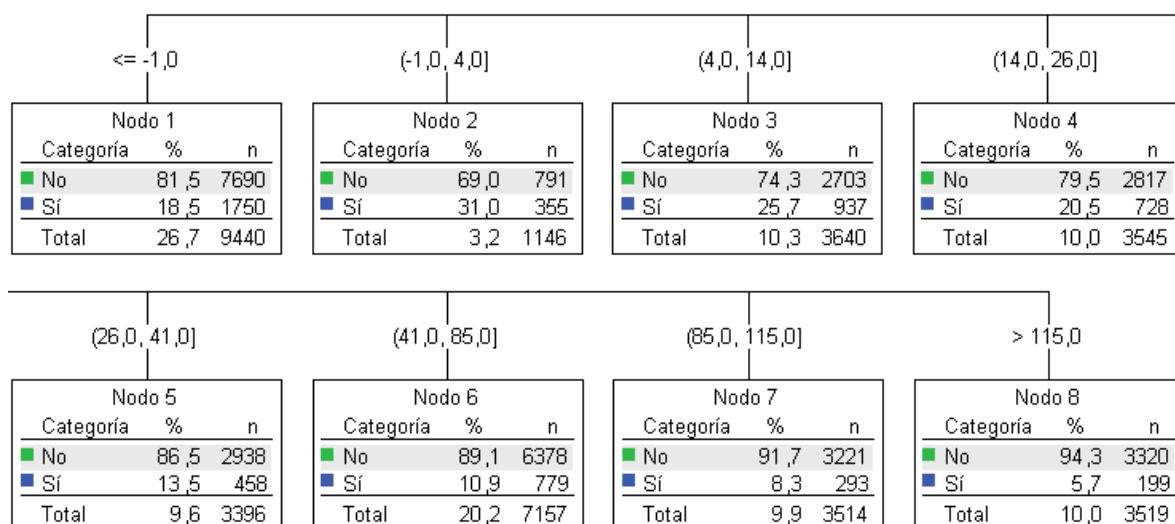 <= -1,0 (-1,0, 4,0] (4,0, 14,0] (14,0, 26,0]
Nodo 1 Nodo 2 Nodo 3 Nodo 4
Categoría % n Categoría % n Categoría % n Categoría % n
No 81 ,5 7690 No 69,0 791 No 74 ,3 2703 No 79,5 2817
Sí 18 ,5 1750 Sí 31,0 355 Sí 25,7 937 Sí 20,5 728
Total 26 ,7 9440 Total 3,2 1146 Total 10 ,3 3640 Total 10,0 3545
(26,0, 41,0] (41,0, 85,0] (85,0, 115,0] > 115,0
Nodo 5 Nodo 6 Nodo 7 Nodo 8
Categoría % n Categoría % n Categoría % n Categoría % n
No 86 ,5 2938 No 89,1 6378 No 91,7 3221 No 94,3 3320
Sí 13,5 458 Sí 10,9 779 Sí 8,3 293 Sí 5,7 199
Total 9,6 3396 Total 20,2 7157 Total 9,9 3514 Total 10,0 3519